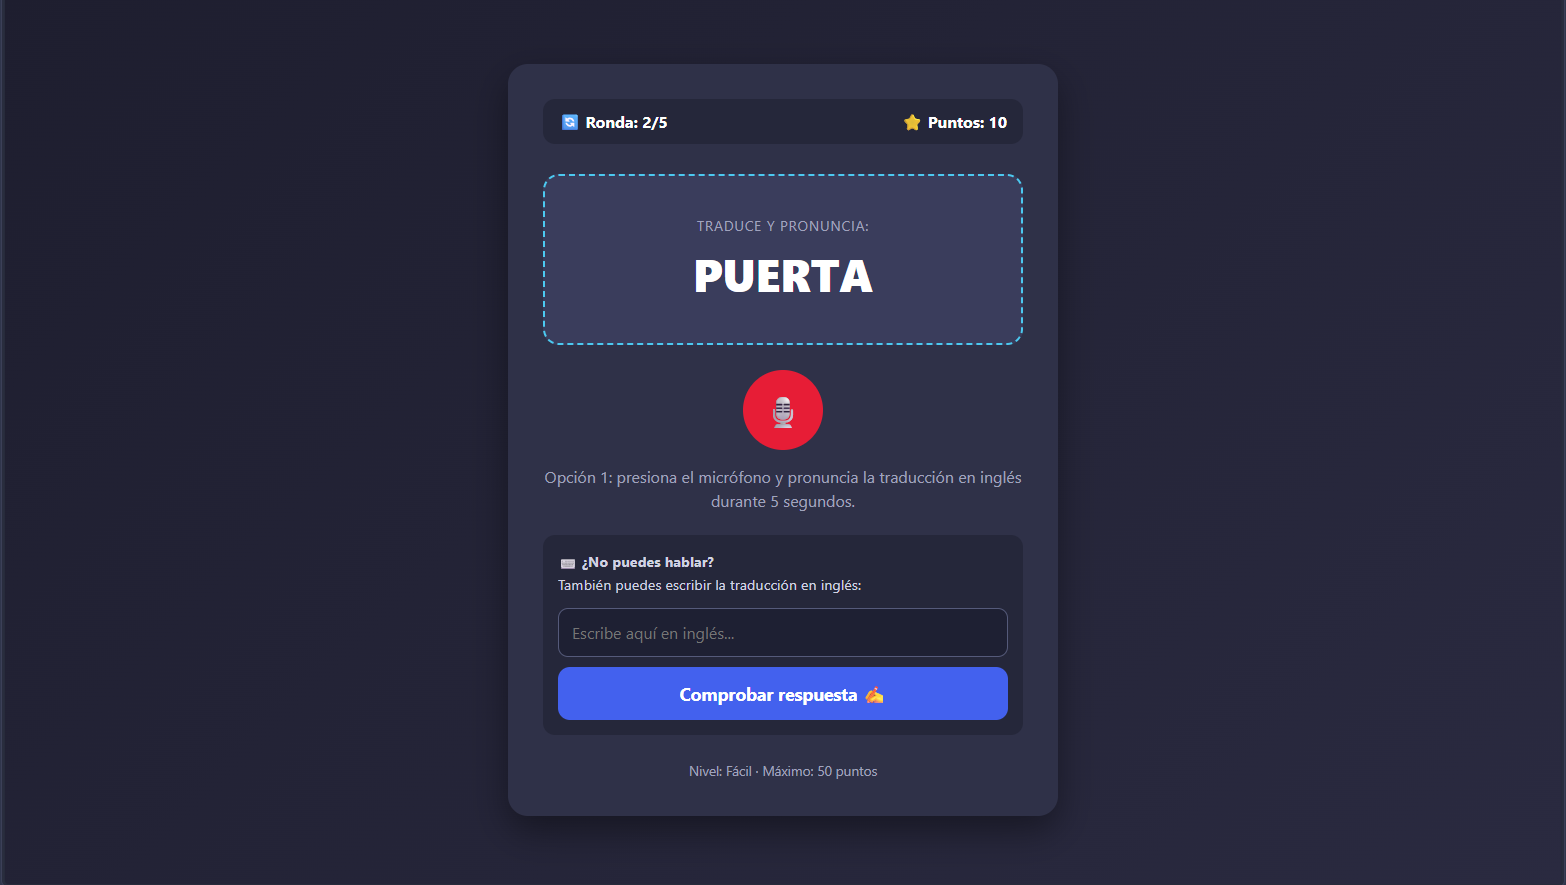 Ronda: 2/5
Puntos: 10
TRADUCE Y PRONUNCIA:
PUERTA
Opción 1: presiona el micrófono y pronuncia la traducción en inglés
durante 5 segundos.
¿No puedes hablar?
También puedes escribir la traducción en inglés:
Escribe aquí en inglés...
Comprobar respuesta
Nivel: Fácil · Máximo: 50 puntos